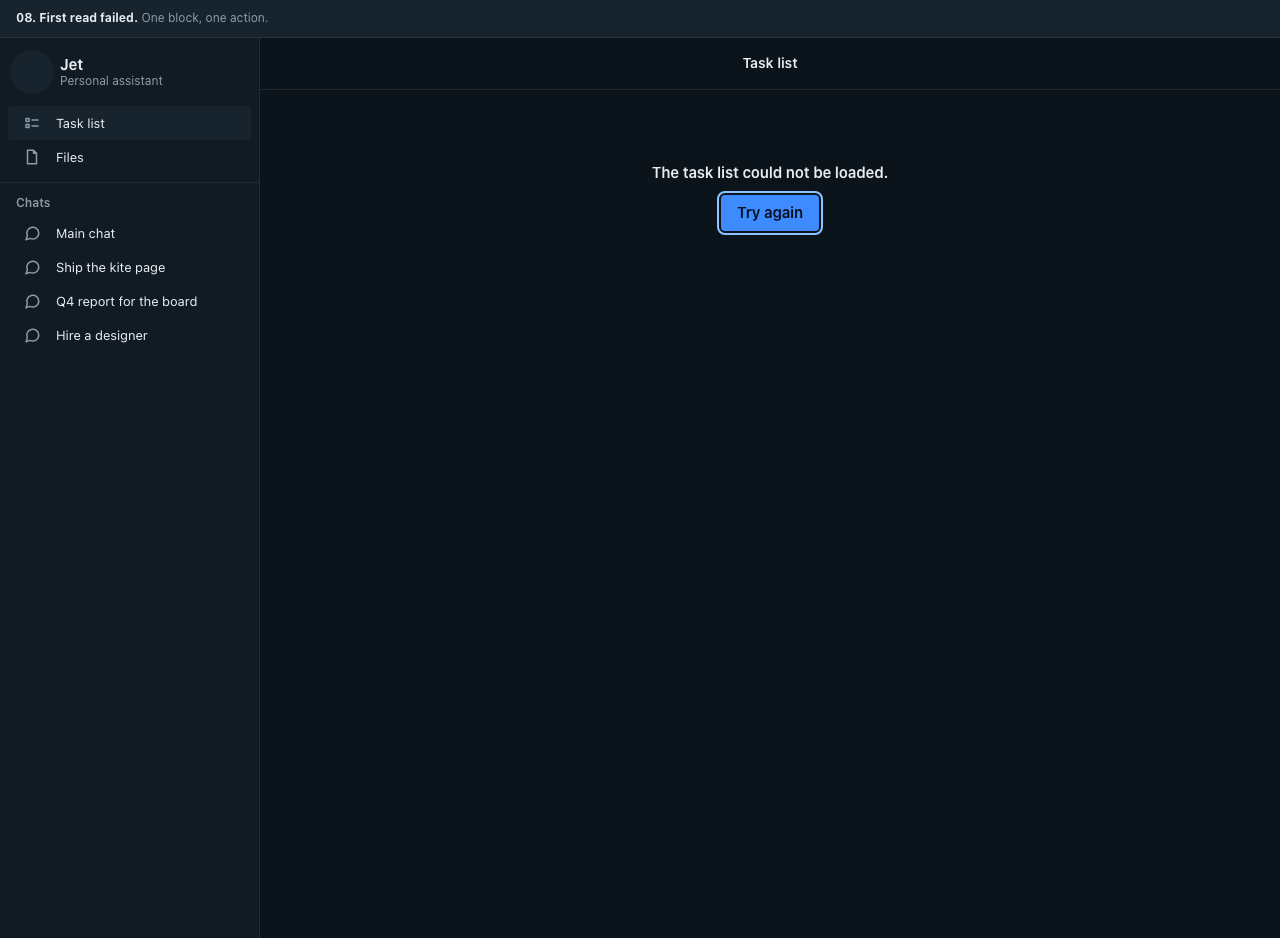 08. First read failed. One block, one action.
Jet
Personal assistant
Task list
Files
Chats
Main chat
Ship the kite page
Q4 report for the board
Hire a designer
Task list
The task list could not be loaded.
Try again